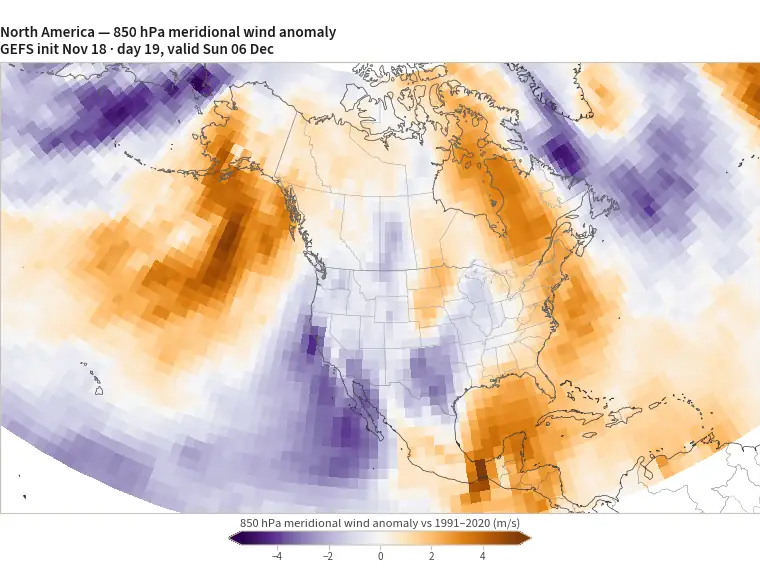 North America — 850 hPa meridional wind anomaly
GEFS init Nov 18 · day 19, valid Sun 06 Dec
850 hPa meridional wind anomaly vs 1991–2020 (m/s)
−4 −2 0 2 4